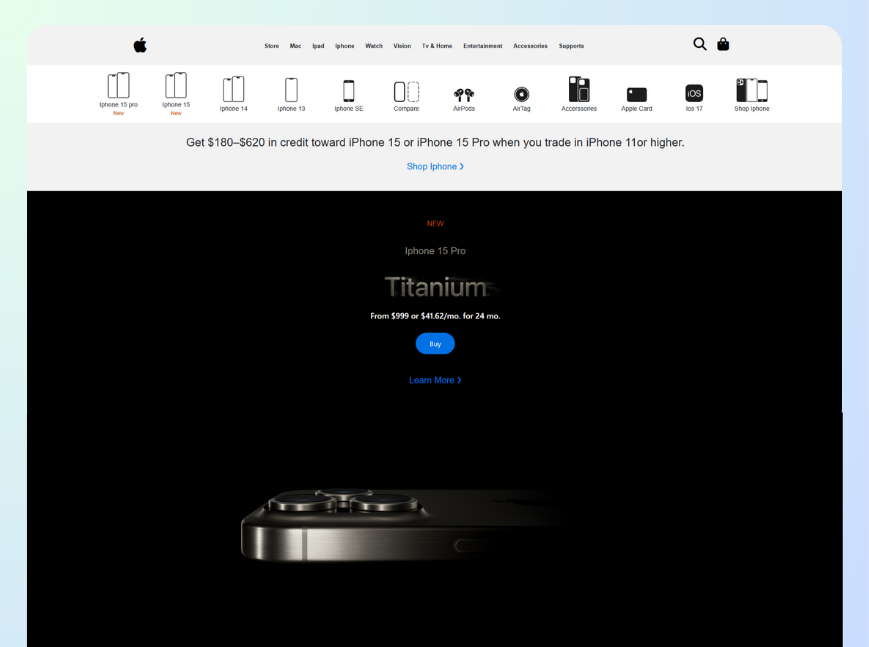 Store Mac Ipad Iphone Watch Vision Tv & Home Entertainment Accessories Supports
Iphone 15 pro
New
Iphone 15
New
Iphone 14
Iphone 13
Iphone SE
Compare
AirPods
AirTag
Accerssories
Apple Card
iOS
Ios 17
Shop Iphone
Get $180–$620 in credit toward iPhone 15 or iPhone 15 Pro when you trade in iPhone 11or higher.
Shop Iphone >
NEW
Iphone 15 Pro
Titanium
From $999 or $41.62/mo. for 24 mo.
Buy
Learn More >